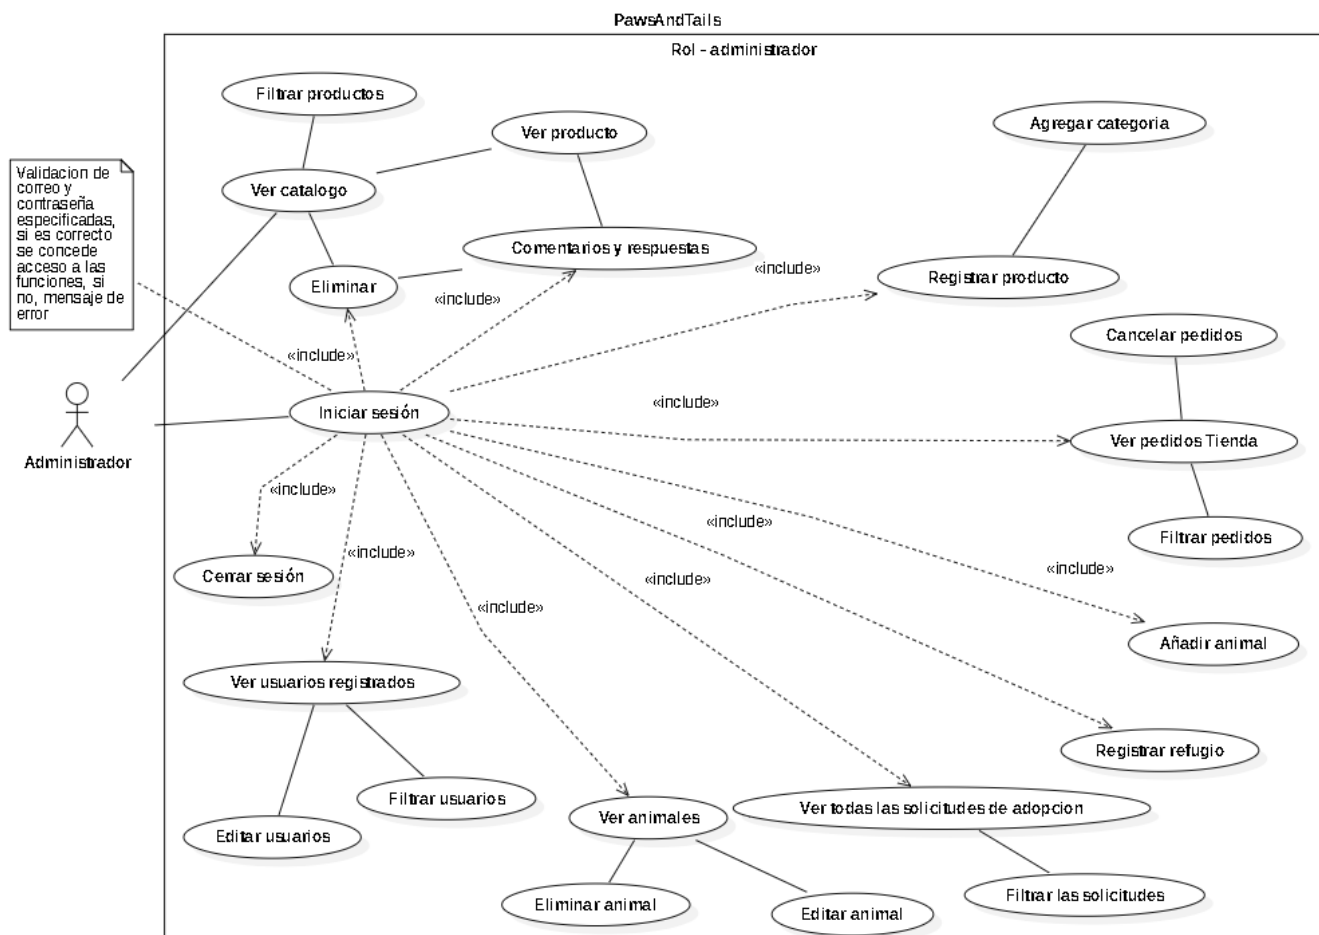 PawsAndTails
Rol - administrador
Filtrar productos
Ver producto
Agregar categoria
Validacion de
correo y
contraseña
especificadas,
si es correcto
se concede
acceso a las
funciones, si
no, mensaje de
error
Ver catalogo
Comentarios y respuestas
«include»
Registrar producto
Eliminar
«include»
Cancelar pedidos
«include»
Iniciar sesión
«include»
Ver pedidos Tienda
Administrador
«include»
«include»
Filtrar pedidos
«include»
Cerrar sesión
«include»
«include»
«include»
Añadir animal
Ver usuarios registrados
Registrar refugio
Filtrar usuarios
Ver animales
Ver todas las solicitudes de adopcion
Editar usuarios
Eliminar animal
Editar animal
Filtrar las solicitudes